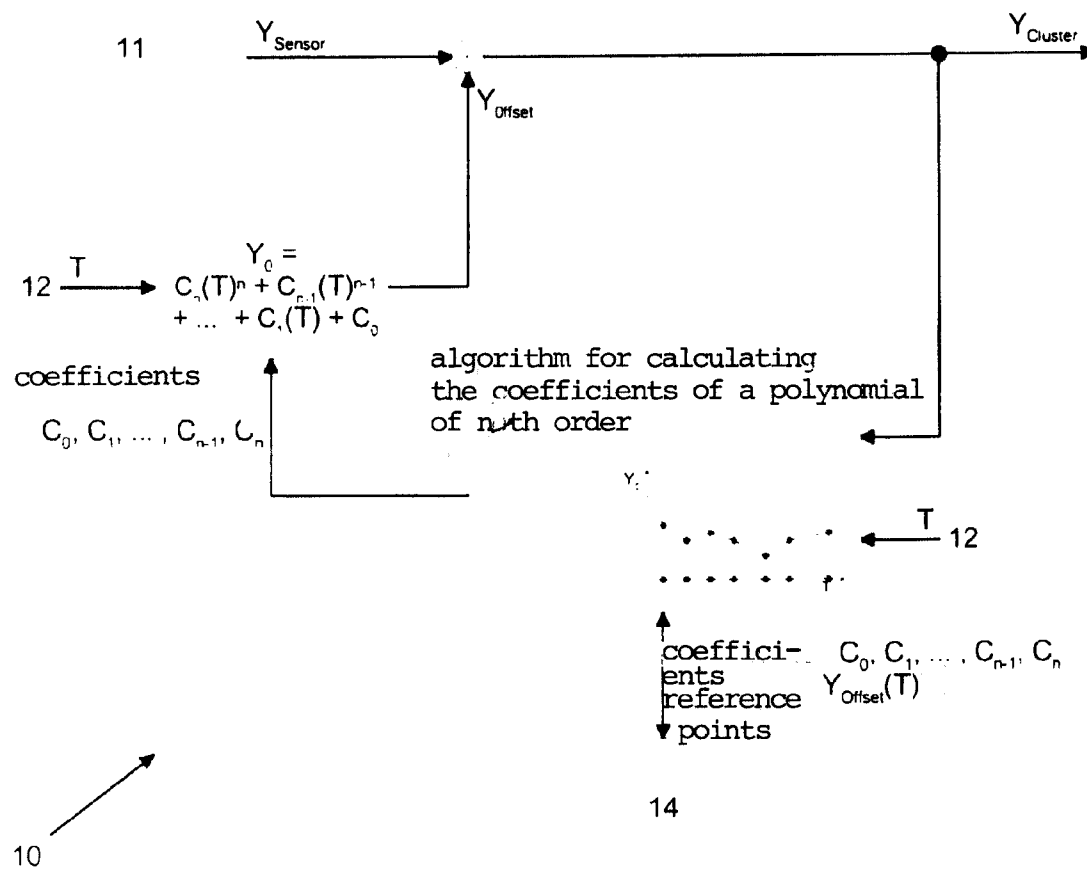 11
Y_Sensor
Y_Cluster
Y_Offset
Y_0 =
12 T
C_n(T)^n + C_n-1(T)^n-1
+ ... + C_1(T) + C_0
coefficients
C_0, C_1, ... , C_n-1, C_n
algorithm for calculating
the coefficients of a polynomial
of n-th order
T 12
T
coeffici-
ents
reference
points
C_0, C_1, ... , C_n-1, C_n
Y_Offset(T)
14
10